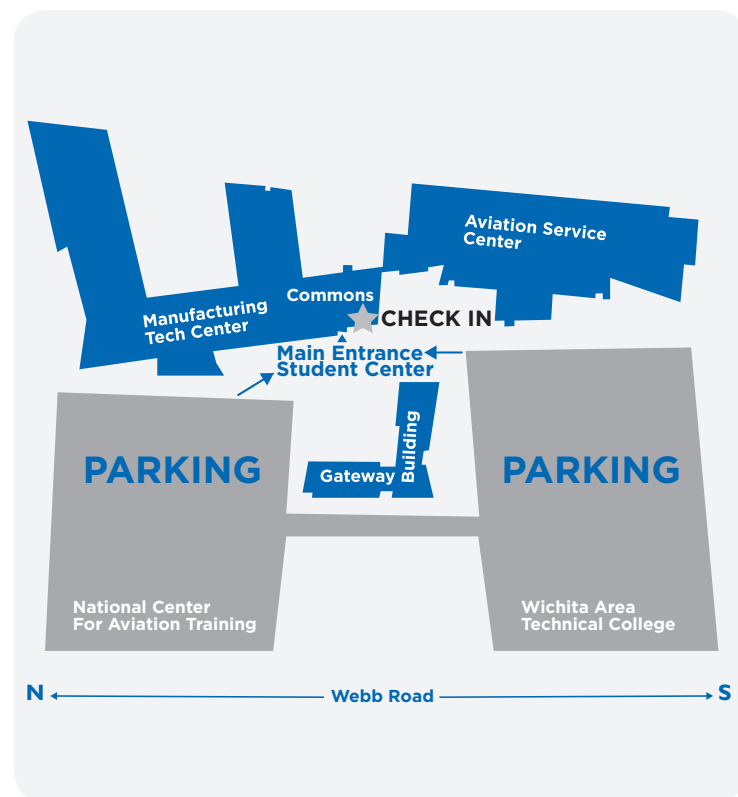 Aviation Service
Center
Commons
Manufacturing
Tech Center
CHECK IN
Main Entrance
Student Center
Gateway Building
PARKING
PARKING
National Center
For Aviation Training
Wichita Area
Technical College
N
Webb Road
S